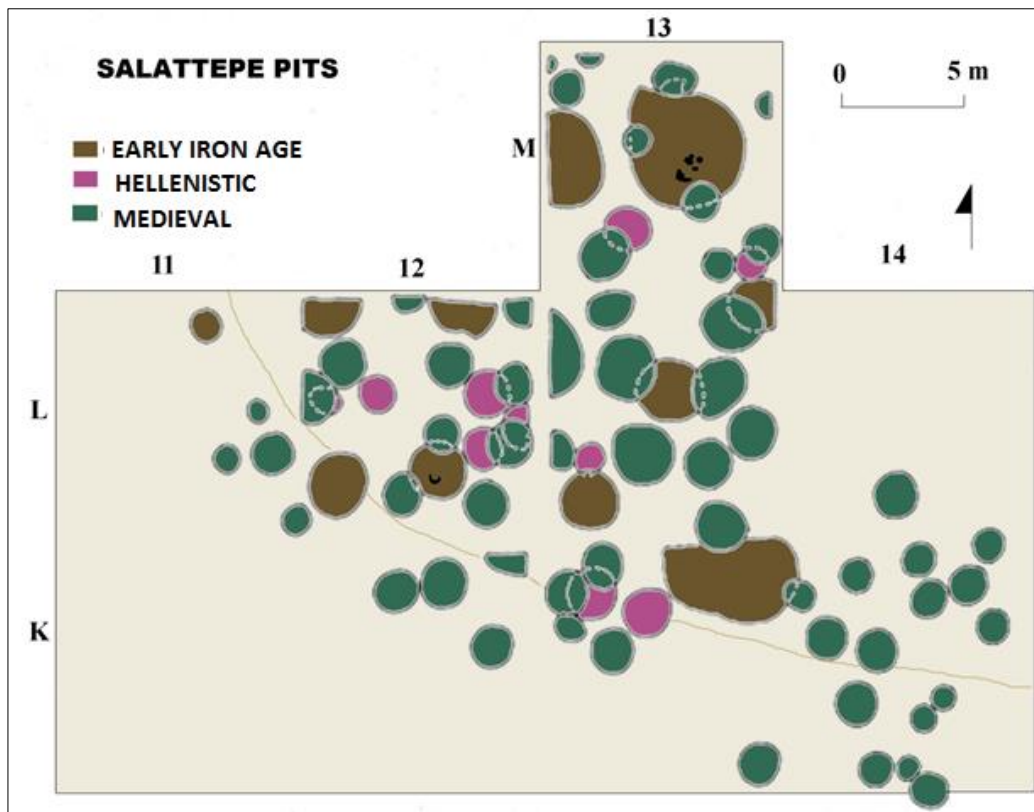 13
SALATTEPE PITS
0 5 m
EARLY IRON AGE
M
HELLENISTIC
MEDIEVAL
11
12
14
L
K